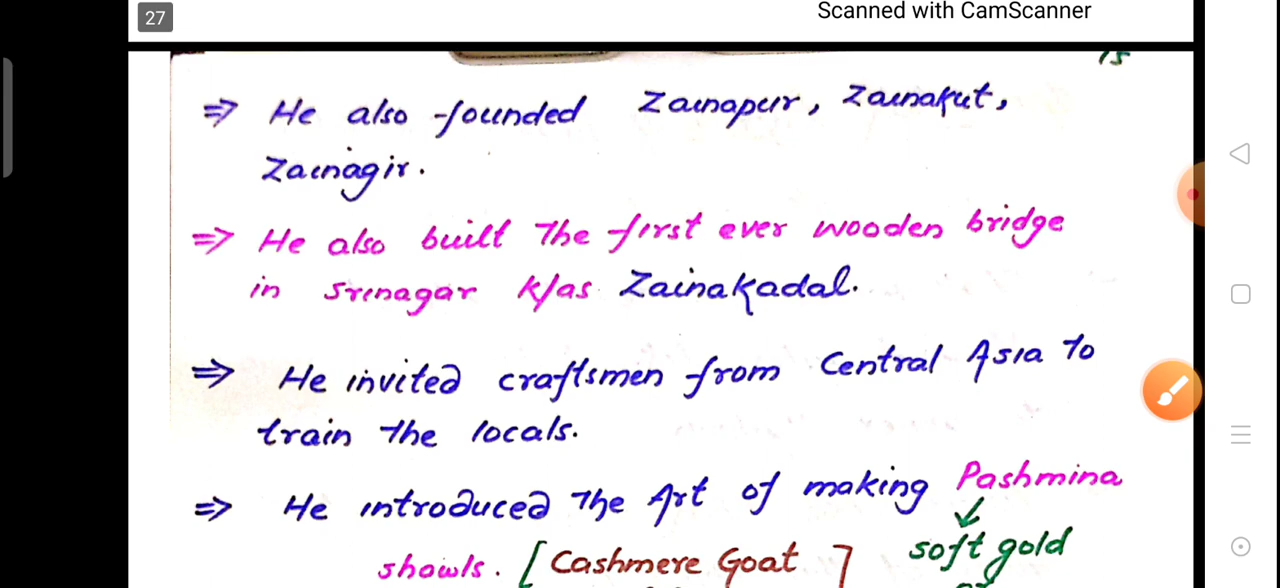 27
Scanned with CamScanner
15
⇒ He also founded Zainapur, Zainakut,
Zainagir.
⇒ He also built The first ever wooden bridge
in Srinagar K/as Zainakadal.
⇒ He invited craftsmen from Central Asia To
train the locals.
⇒ He introduced The Art of making Pashmina
↓
shawls. [Cashmere Goat] soft gold